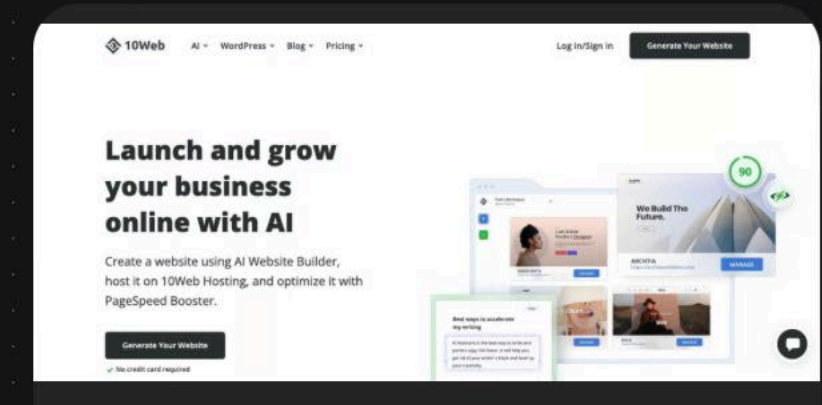 10Web AI WordPress Blog Pricing Log in/Sign in Generate Your Website
Launch and grow
your business
online with AI
Create a website using AI Website Builder,
host it on 10Web Hosting, and optimize it with
PageSpeed Booster.
Generate Your Website
No credit card required
90
We Build The
Future.
ARCHTIA
MANAGE
Best ways to accelerate
my writing